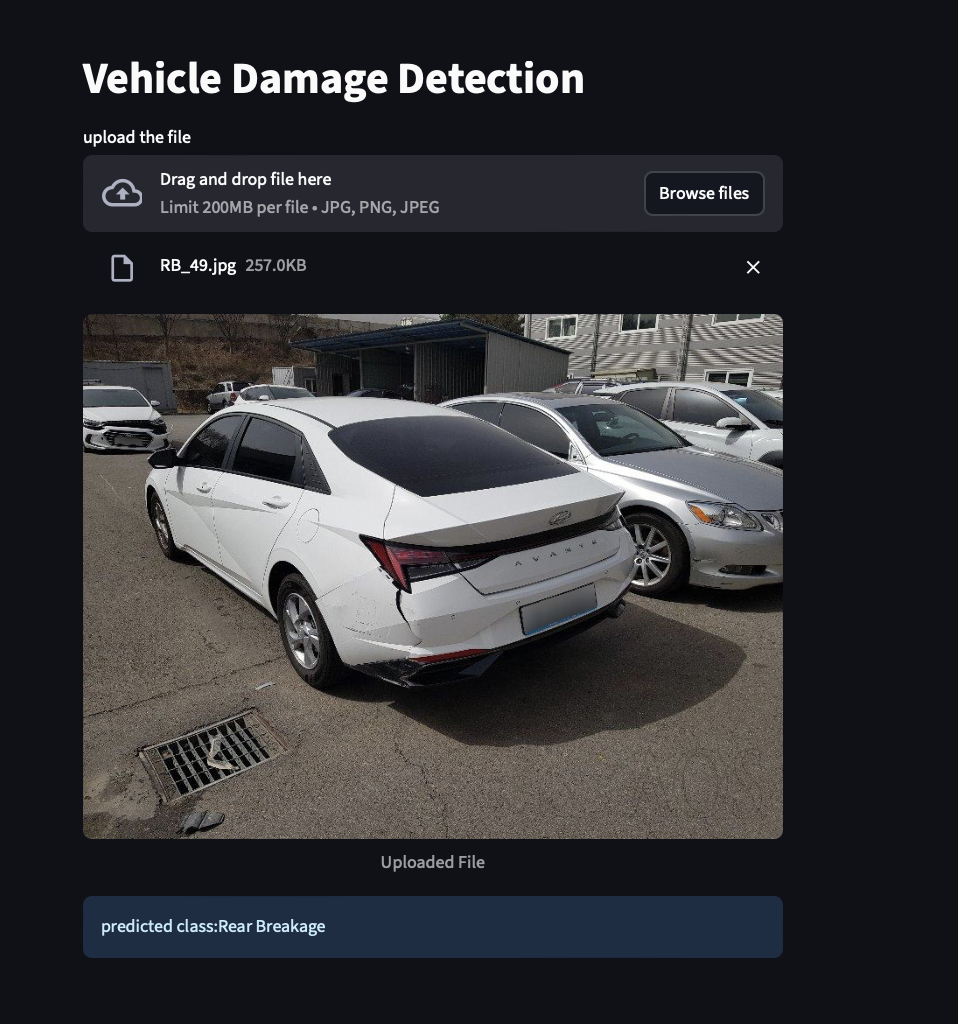 Vehicle Damage Detection
upload the file
Drag and drop file here
Limit 200MB per file • JPG, PNG, JPEG
Browse files
RB_49.jpg 257.0KB
AVANTE
Uploaded File
predicted class:Rear Breakage